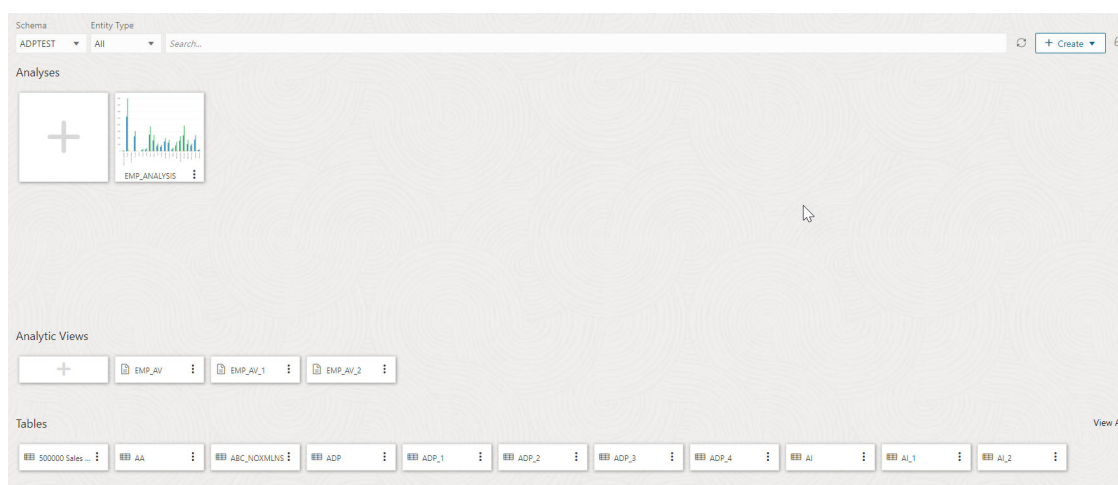 Schema Entity Type
ADPTEST All Search... + Create
Analyses
EMP_ANALYSIS
Analytic Views
EMP_AV EMP_AV_1 EMP_AV_2
Tables View A
500000 Sales ... AA ABC_NOXMLNS ADP ADP_1 ADP_2 ADP_3 ADP_4 AI AI_1 AI_2